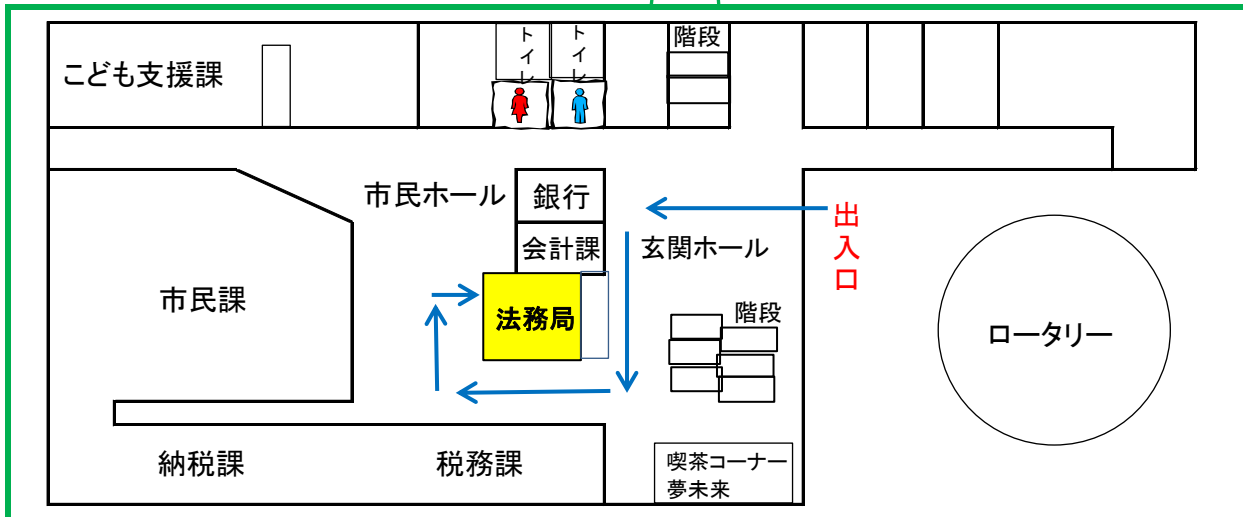 こども支援課
トイレ
トイレ
階段
市民ホール
銀行
会計課
玄関ホール
出入口
市民課
法務局
階段
ロータリー
納税課
税務課
喫茶コーナー
夢未来